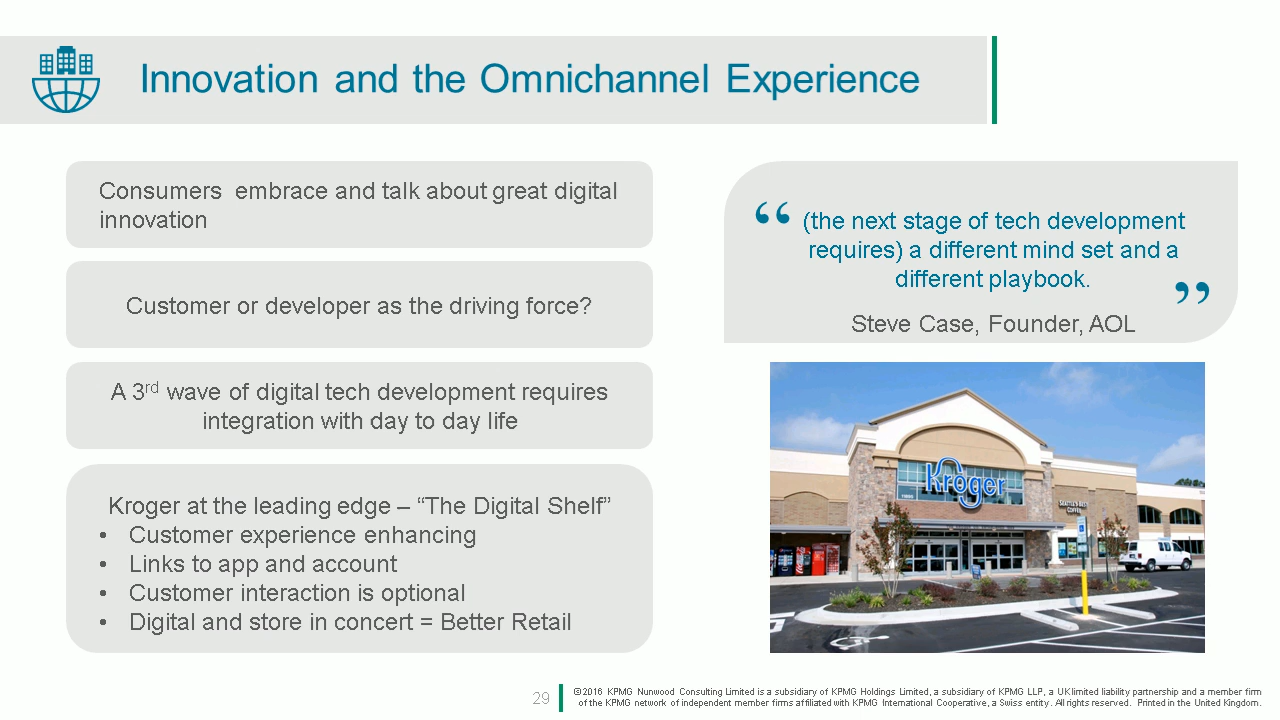 Innovation and the Omnichannel Experience
Consumers embrace and talk about great digital
innovation
Customer or developer as the driving force?
A 3rd wave of digital tech development requires
integration with day to day life
Kroger at the leading edge – “The Digital Shelf”
• Customer experience enhancing
• Links to app and account
• Customer interaction is optional
• Digital and store in concert = Better Retail
“ (the next stage of tech development
requires) a different mind set and a
different playbook. ”
Steve Case, Founder, AOL
Kroger
SEATTLE'S BEST
COFFEE
29
©2016 KPMG Nunwood Consulting Limited is a subsidiary of KPMG Holdings Limited, a subsidiary of KPMG LLP, a UK limited liability partnership and a member firm
of the KPMG network of independent member firms affiliated with KPMG International Cooperative, a Swiss entity. All rights reserved. Printed in the United Kingdom.